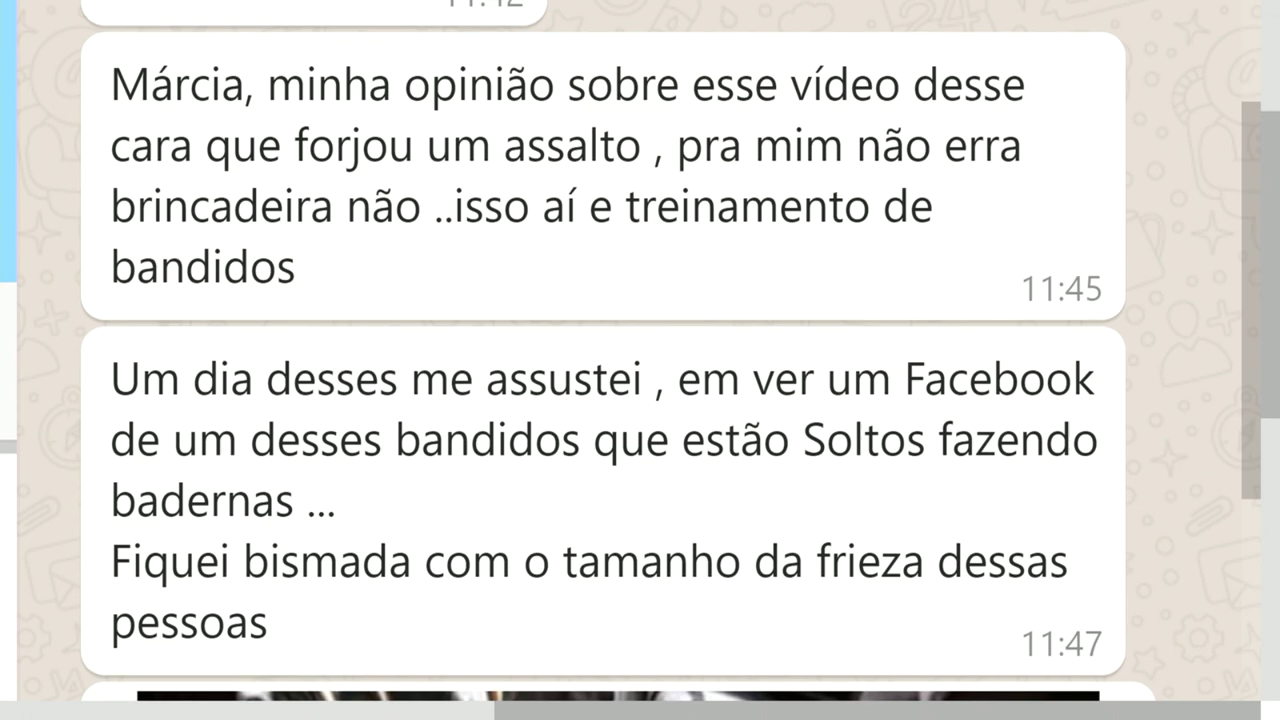 Márcia, minha opinião sobre esse vídeo desse
cara que forjou um assalto , pra mim não erra
brincadeira não ..isso aí e treinamento de
bandidos
11:45
Um dia desses me assustei , em ver um Facebook
de um desses bandidos que estão Soltos fazendo
badernas ...
Fiquei bismada com o tamanho da frieza dessas
pessoas
11:47